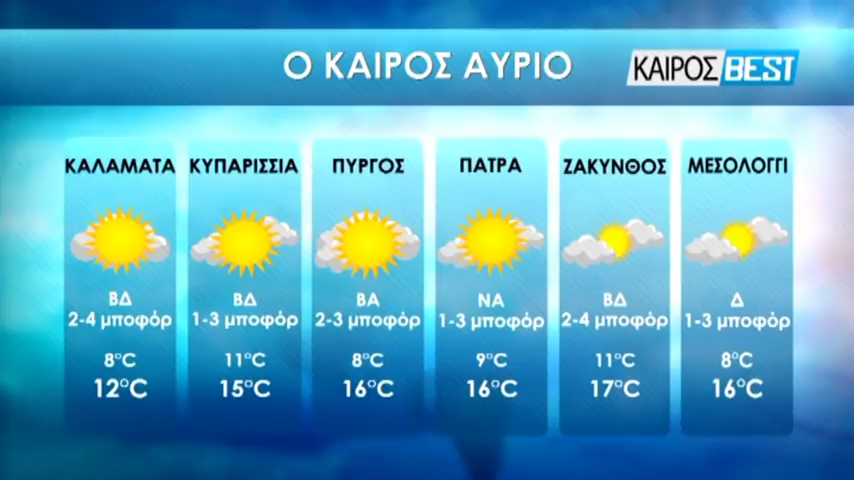 Ο ΚΑΙΡΟΣ ΑΥΡΙΟ
ΚΑΙΡΟΣ BEST
ΚΑΛΑΜΑΤΑ ΚΥΠΑΡΙΣΣΙΑ ΠΥΡΓΟΣ ΠΑΤΡΑ ΖΑΚΥΝΘΟΣ ΜΕΣΟΛΟΓΓΙ
ΒΔ ΒΔ ΒΑ ΝΑ ΒΔ Δ
2-4 μποφόρ 1-3 μποφόρ 2-3 μποφόρ 1-3 μποφόρ 2-4 μποφόρ 1-3 μποφόρ
8°C 11°C 8°C 9°C 11°C 8°C
12°C 15°C 16°C 16°C 17°C 16°C